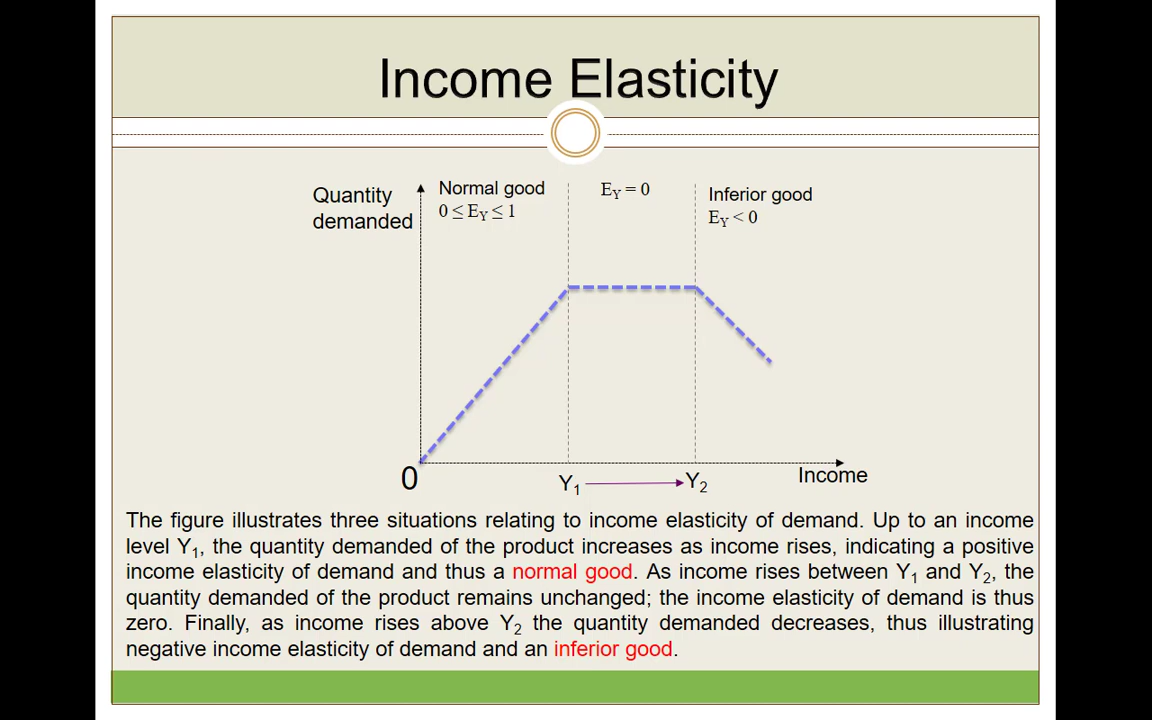 Income Elasticity
Quantity
demanded
Normal good
0 ≤ EY ≤ 1
EY = 0
Inferior good
EY < 0
0
Y1
Y2
Income
The figure illustrates three situations relating to income elasticity of demand. Up to an income
level Y1, the quantity demanded of the product increases as income rises, indicating a positive
income elasticity of demand and thus a normal good. As income rises between Y1 and Y2, the
quantity demanded of the product remains unchanged; the income elasticity of demand is thus
zero. Finally, as income rises above Y2 the quantity demanded decreases, thus illustrating
negative income elasticity of demand and an inferior good.